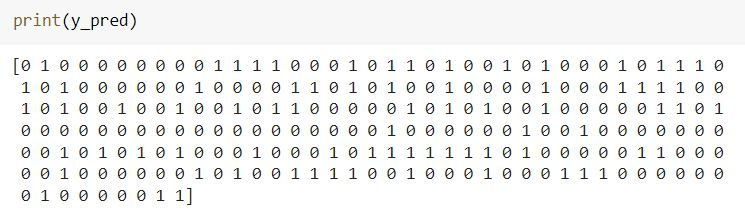 print(y_pred)
[0 1 0 0 0 0 0 0 0 0 1 1 1 1 0 0 0 1 0 1 1 0 1 0 0 1 0 1 0 0 0 1 0 1 1 1 0
1 0 1 0 0 0 0 0 0 1 0 0 0 0 1 1 0 1 0 1 0 0 1 0 0 0 0 1 0 0 0 1 1 1 1 0 0
1 0 1 0 0 1 0 0 1 0 0 1 0 1 1 0 0 0 0 0 1 0 1 0 1 0 0 1 0 0 0 0 0 1 1 0 1
0 0 0 0 0 0 0 0 0 0 0 0 0 0 0 0 0 0 0 1 0 0 0 0 0 0 1 0 0 1 0 0 0 0 0 0 0
0 0 1 0 1 0 1 0 1 0 0 0 1 0 0 0 1 0 1 1 1 1 1 1 1 0 1 0 0 0 0 0 1 1 0 0 0
0 0 1 0 0 0 0 0 0 1 0 1 0 0 1 1 1 1 0 0 1 0 0 0 1 0 0 0 1 1 1 0 0 0 0 0 0
0 1 0 0 0 0 0 1 1]